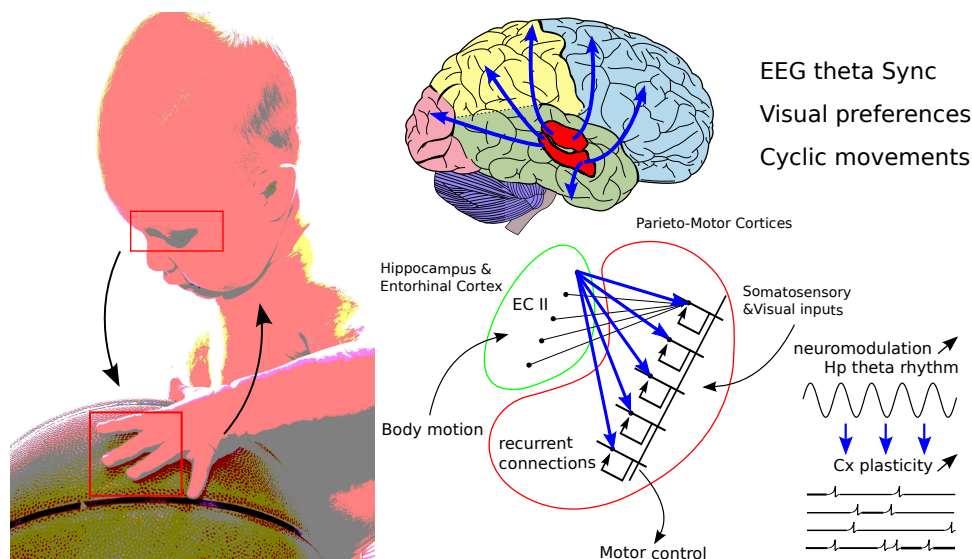 EEG theta Sync
Visual preferences
Cyclic movements
Parieto-Motor Cortices
Hippocampus &
Entorhinal Cortex
EC II
Somatosensory
&Visual inputs
neuromodulation
Hp theta rhythm
Body motion
recurrent
connections
Cx plasticity
Motor control